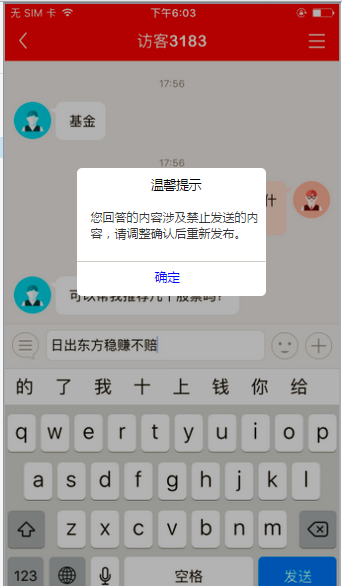 无 SIM 卡 下午6:03
访客3183
17:56
基金
17:56
什
温馨提示
您回答的内容涉及禁止发送的内
容，请调整确认后重新发布。
确定
可以帮我推荐几个股票吗？
日出东方稳赚不赔
的 了 我 十 上 钱 你 给
q w e r t y u i o p
a s d f g h j k l
z x c v b n m
123 空格 发送